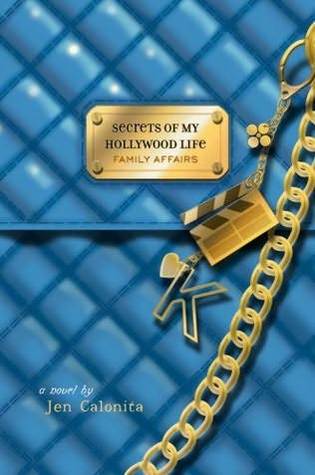 secrets OF MY
HOLLYWOOD LIFE
FAMILY AFFAIRS
a novel by
Jen Calonita